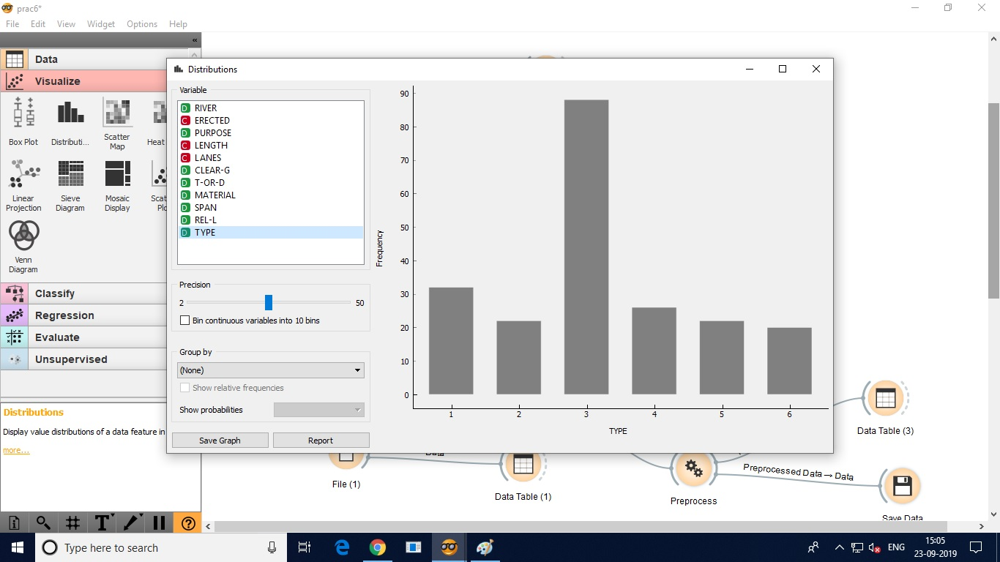 prac6*
File Edit View Widget Options Help
«
Data
Visualize
Box Plot
Distributi...
Scatter
Map
Heat
Linear
Projection
Sieve
Diagram
Mosaic
Display
Venn
Diagram
Classify
Regression
Evaluate
Unsupervised
Distributions
Display value distributions of a data feature in
more...
Distributions
Variable
D RIVER
C ERECTED
D PURPOSE
C LENGTH
C LANES
D CLEAR-G
D T-OR-D
D MATERIAL
D SPAN
D REL-L
D TYPE
Precision
2 50
Bin continuous variables into 10 bins
Group by
(None)
Show relative frequencies
Show probabilities
Save Graph Report
90
80
70
60
50
40
30
20
10
0
Frequency
1 2 3 4 5 6
TYPE
File (1)
Data
Data Table (1)
Preprocess
Preprocessed Data → Data
Data Table (3)
Save Data
Type here to search
ENG
15:05
23-09-2019